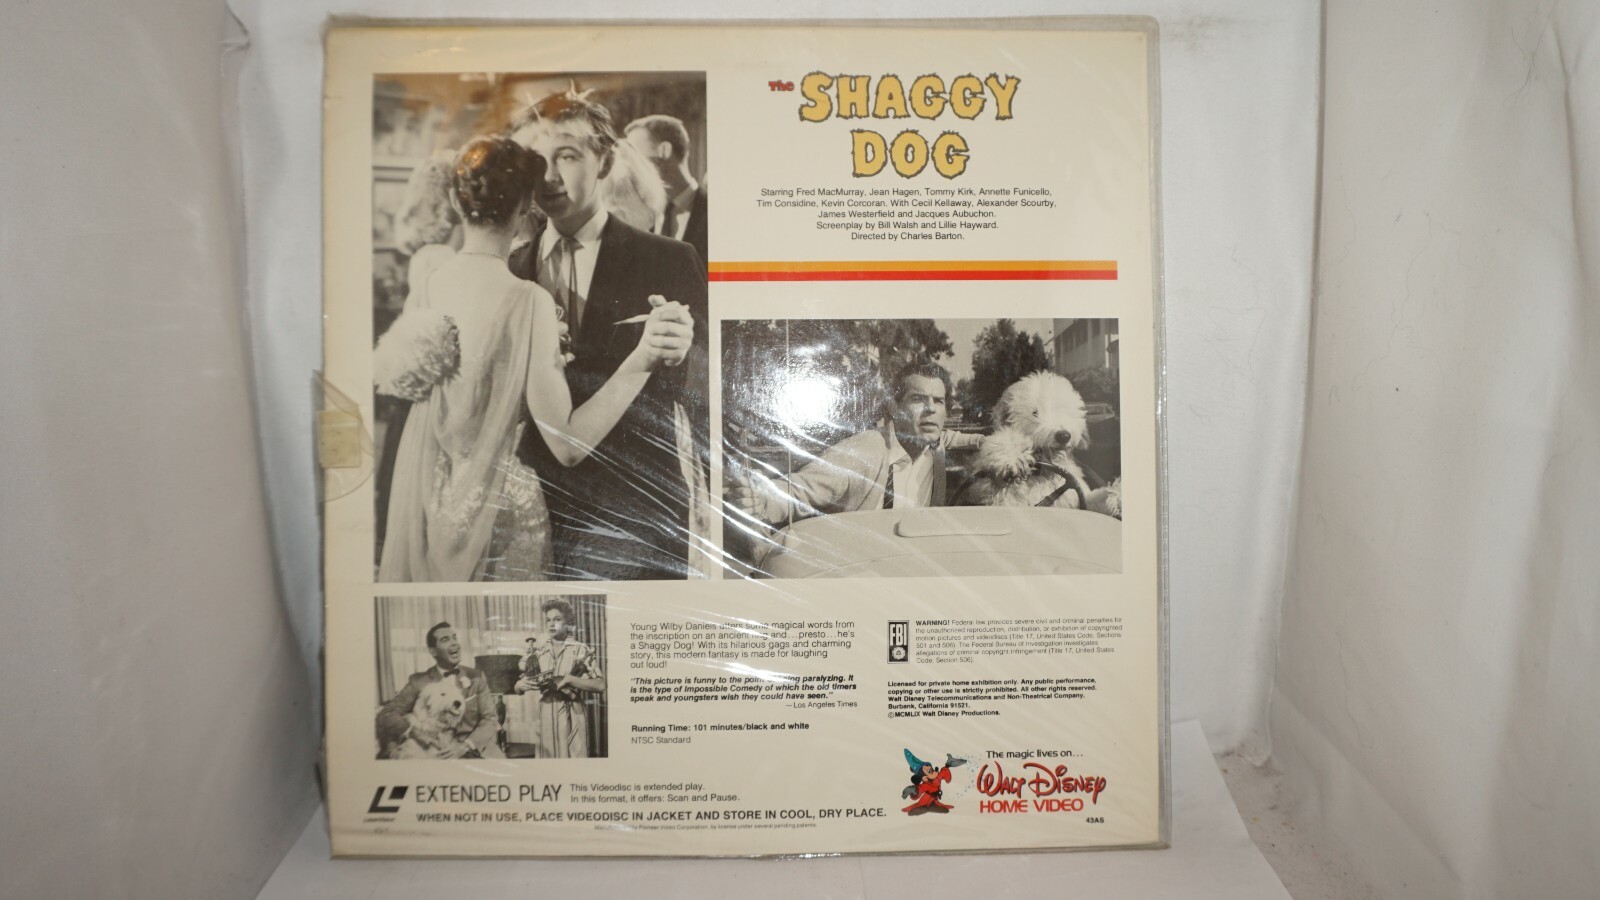 The
SHAGGY
DOG
Starring Fred MacMurray, Jean Hagen, Tommy Kirk, Annette Funicello,
Tim Considine, Kevin Corcoran. With Cecil Kellaway, Alexander Scourby,
James Westerfield and Jacques Aubuchon.
Screenplay by Bill Walsh and Lillie Hayward.
Directed by Charles Barton.
Young Wilby Daniels utters some magical words from
the inscription on an ancient ring and...presto...he's
a Shaggy Dog! With its hilarious gags and charming
story, this modern fantasy is made for laughing
out loud!
"This picture is funny to the point of being paralyzing. It
is the type of Impossible Comedy of which the old timers
speak and youngsters wish they could have seen."
—Los Angeles Times
Running Time: 101 minutes/black and white
NTSC Standard
FBI
WARNING! Federal law provides severe civil and criminal penalties for
the unauthorized reproduction, distribution, or exhibition of copyrighted
motion pictures and videodiscs (Title 17, United States Code, Sections
501 and 506). The Federal Bureau of Investigation investigates
allegations of criminal copyright infringement (Title 17, United States
Code, Section 506).
Licensed for private home exhibition only. Any public performance,
copying or other use is strictly prohibited. All other rights reserved.
Walt Disney Telecommunications and Non-Theatrical Company,
Burbank, California 91521.
©MCMLIX Walt Disney Productions.
The magic lives on...
WALT DISNEY
HOME VIDEO
43AS
EXTENDED PLAY
This Videodisc is extended play.
In this format, it offers: Scan and Pause.
WHEN NOT IN USE, PLACE VIDEODISC IN JACKET AND STORE IN COOL, DRY PLACE.
Pioneer Video Corporation, by license under several pending patents.